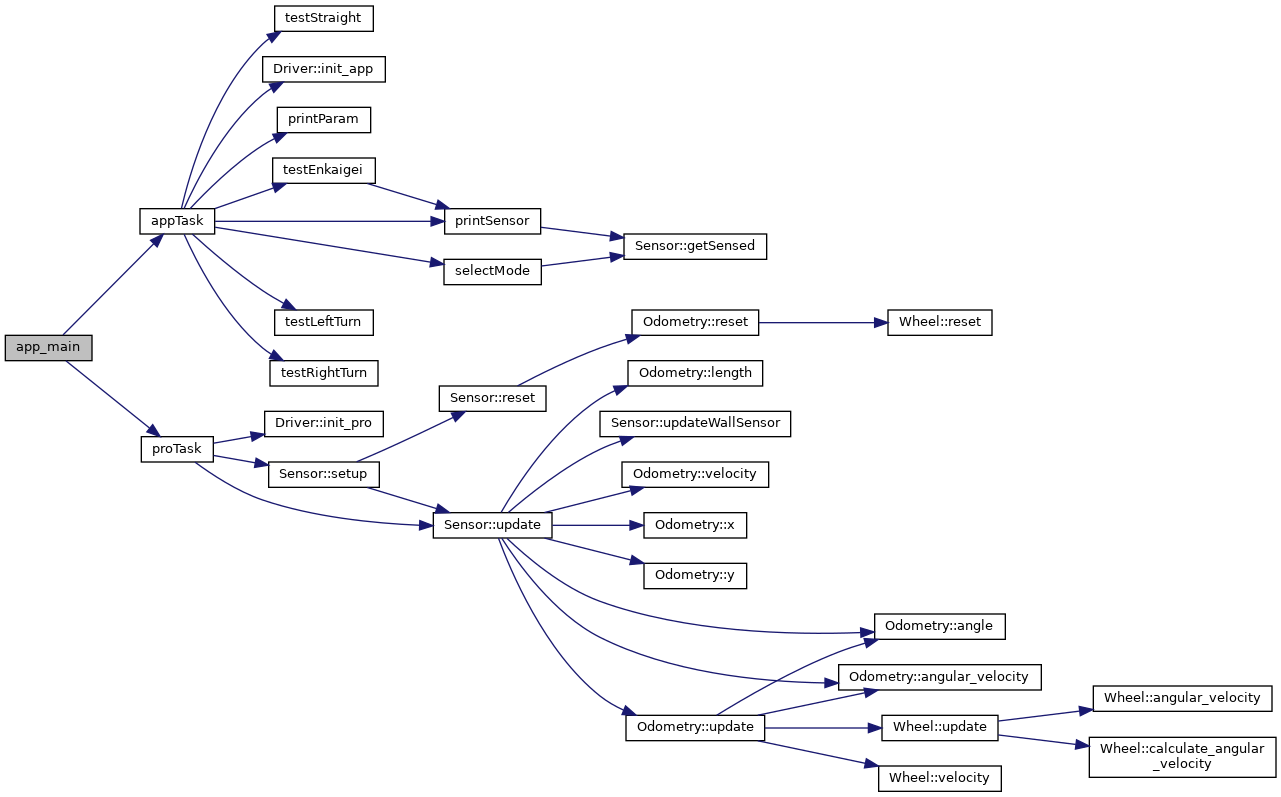 testStraight
Driver::init_app
printParam
testEnkaigei
appTask
printSensor
Sensor::getSensed
selectMode
testLeftTurn
Odometry::reset
Wheel::reset
app_main
testRightTurn
Odometry::length
Sensor::reset
Driver::init_pro
Sensor::updateWallSensor
proTask
Sensor::setup
Odometry::velocity
Sensor::update
Odometry::x
Odometry::y
Odometry::angle
Odometry::angular_velocity
Wheel::angular_velocity
Odometry::update
Wheel::update
Wheel::calculate_angular
_velocity
Wheel::velocity